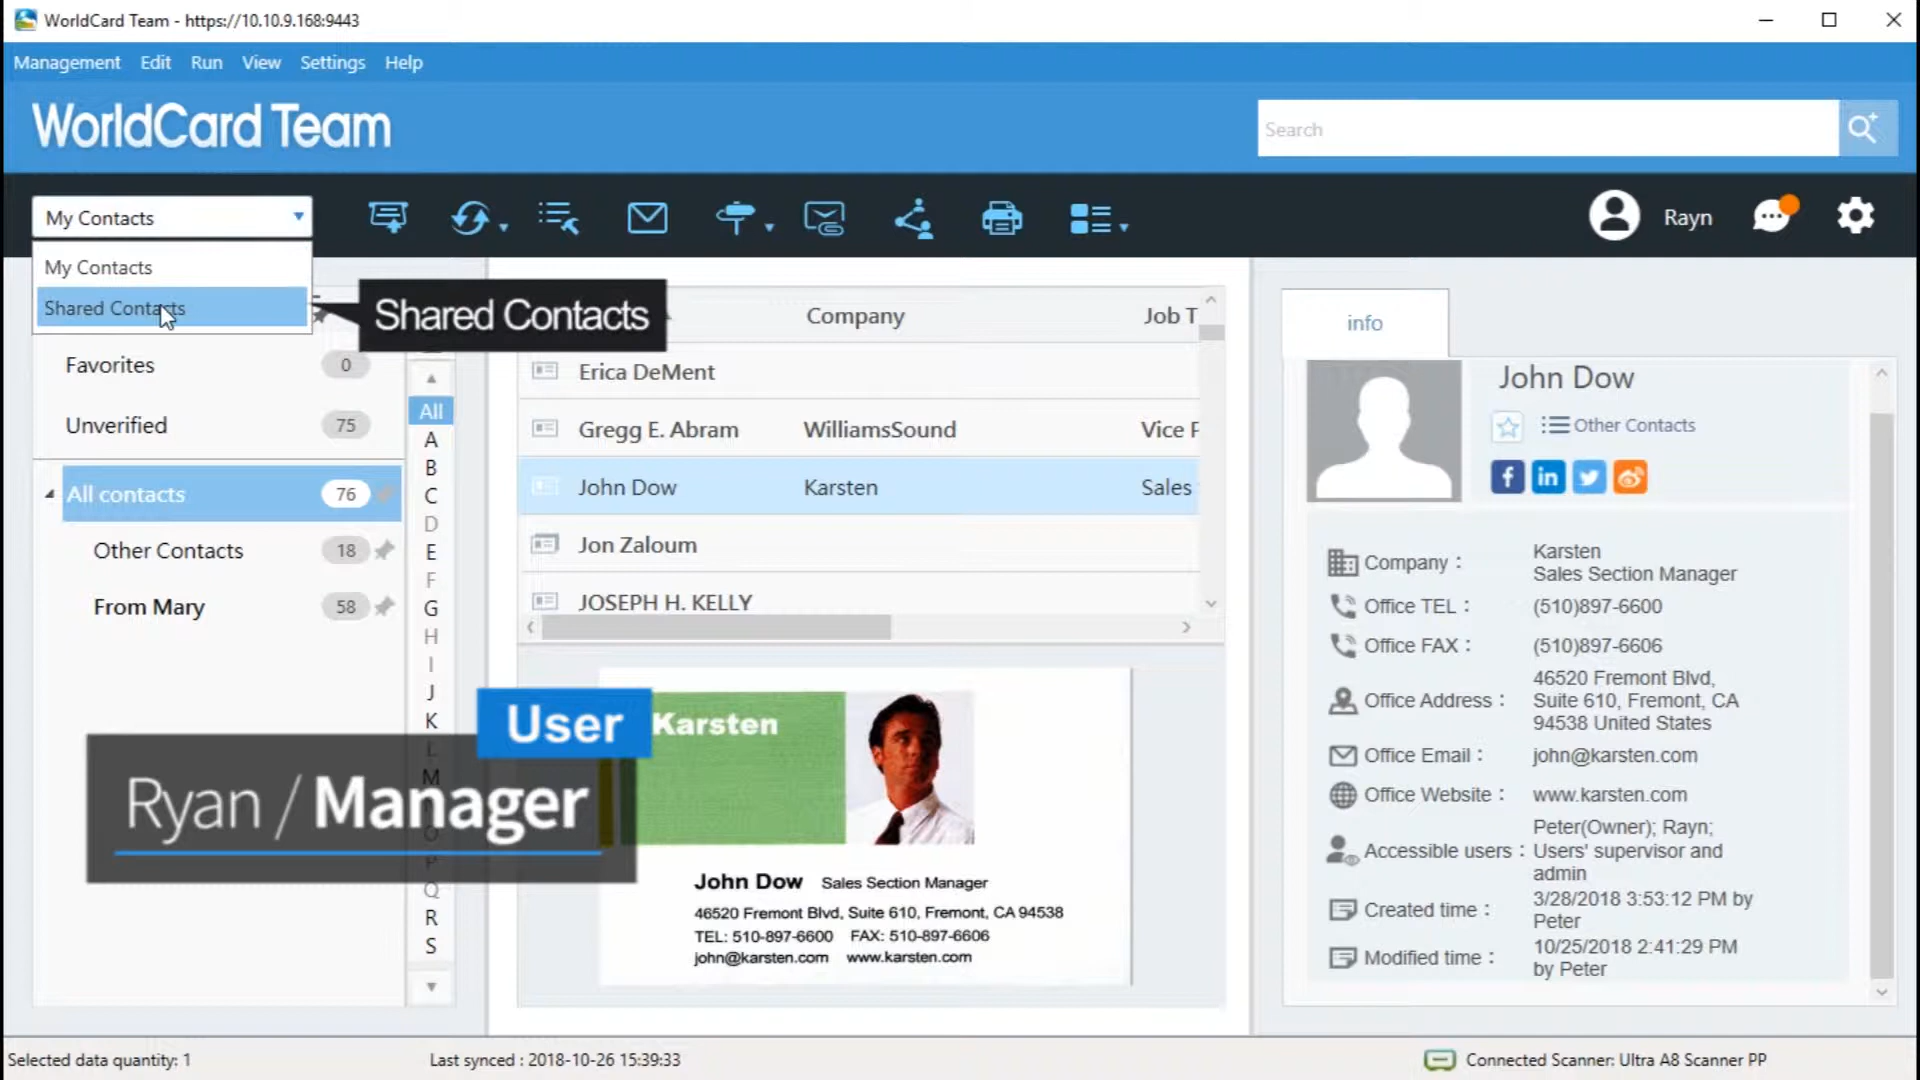 WorldCard Team - https://10.10.9.168:9443
Management Edit Run View Settings Help
WorldCard Team
Search
My Contacts
Rayn
My Contacts
Shared Contacts
Shared Contacts
Favorites 0
Unverified 75
All contacts 76
Other Contacts 18
From Mary 58
All
A
B
C
D
E
F
G
H
I
J
K
L
M
O
P
Q
R
S
Company Job T
Erica DeMent
Gregg E. Abram WilliamsSound Vice P
John Dow Karsten Sales
Jon Zaloum
JOSEPH H. KELLY
User
Ryan / Manager
Karsten
John Dow Sales Section Manager
46520 Fremont Blvd, Suite 610, Fremont, CA 94538
TEL: 510-897-6600 FAX: 510-897-6606
john@karsten.com www.karsten.com
info
John Dow
Other Contacts
f in
Company : Karsten
Sales Section Manager
Office TEL : (510)897-6600
Office FAX : (510)897-6606
Office Address : 46520 Fremont Blvd,
Suite 610, Fremont, CA
94538 United States
Office Email : john@karsten.com
Office Website : www.karsten.com
Accessible users : Peter(Owner); Rayn;
Users' supervisor and
admin
Created time : 3/28/2018 3:53:12 PM by
Peter
Modified time : 10/25/2018 2:41:29 PM
by Peter
Selected data quantity: 1
Last synced : 2018-10-26 15:39:33
Connected Scanner: Ultra A8 Scanner PP